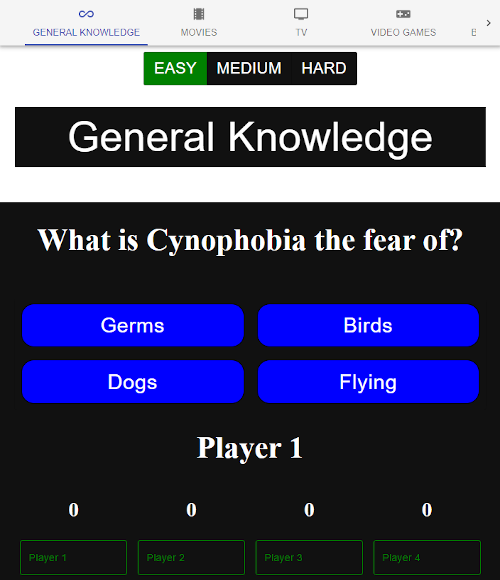 GENERAL KNOWLEDGE MOVIES TV VIDEO GAMES B
EASY MEDIUM HARD
General Knowledge
What is Cynophobia the fear of?
Germs Birds
Dogs Flying
Player 1
0 0 0 0
Player 1 Player 2 Player 3 Player 4